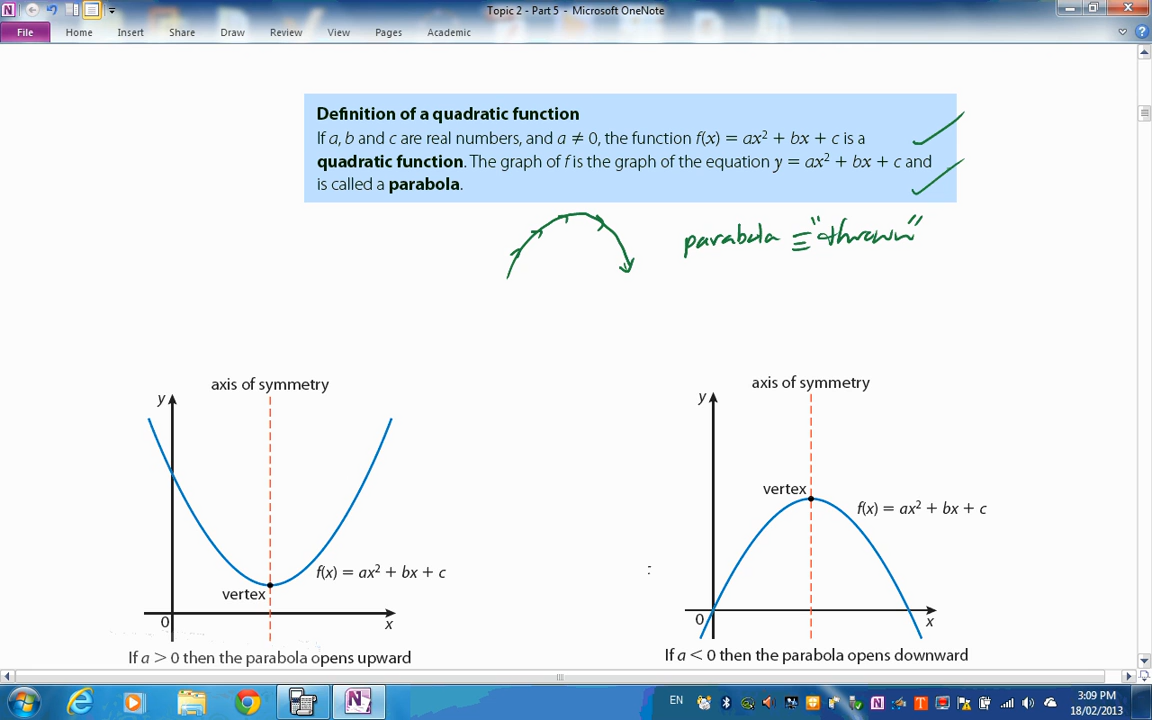 Topic 2 - Part 5 - Microsoft OneNote
File Home Insert Share Draw Review View Pages Academic
Definition of a quadratic function
If a, b and c are real numbers, and a ≠ 0, the function f(x) = ax² + bx + c is a
quadratic function. The graph of f is the graph of the equation y = ax² + bx + c and
is called a parabola.
parabola ≡ "thrown"
axis of symmetry
y
f(x) = ax² + bx + c
vertex
0
x
If a > 0 then the parabola opens upward
axis of symmetry
y
vertex
f(x) = ax² + bx + c
:
0
x
If a < 0 then the parabola opens downward
EN
3:09 PM
18/02/2013